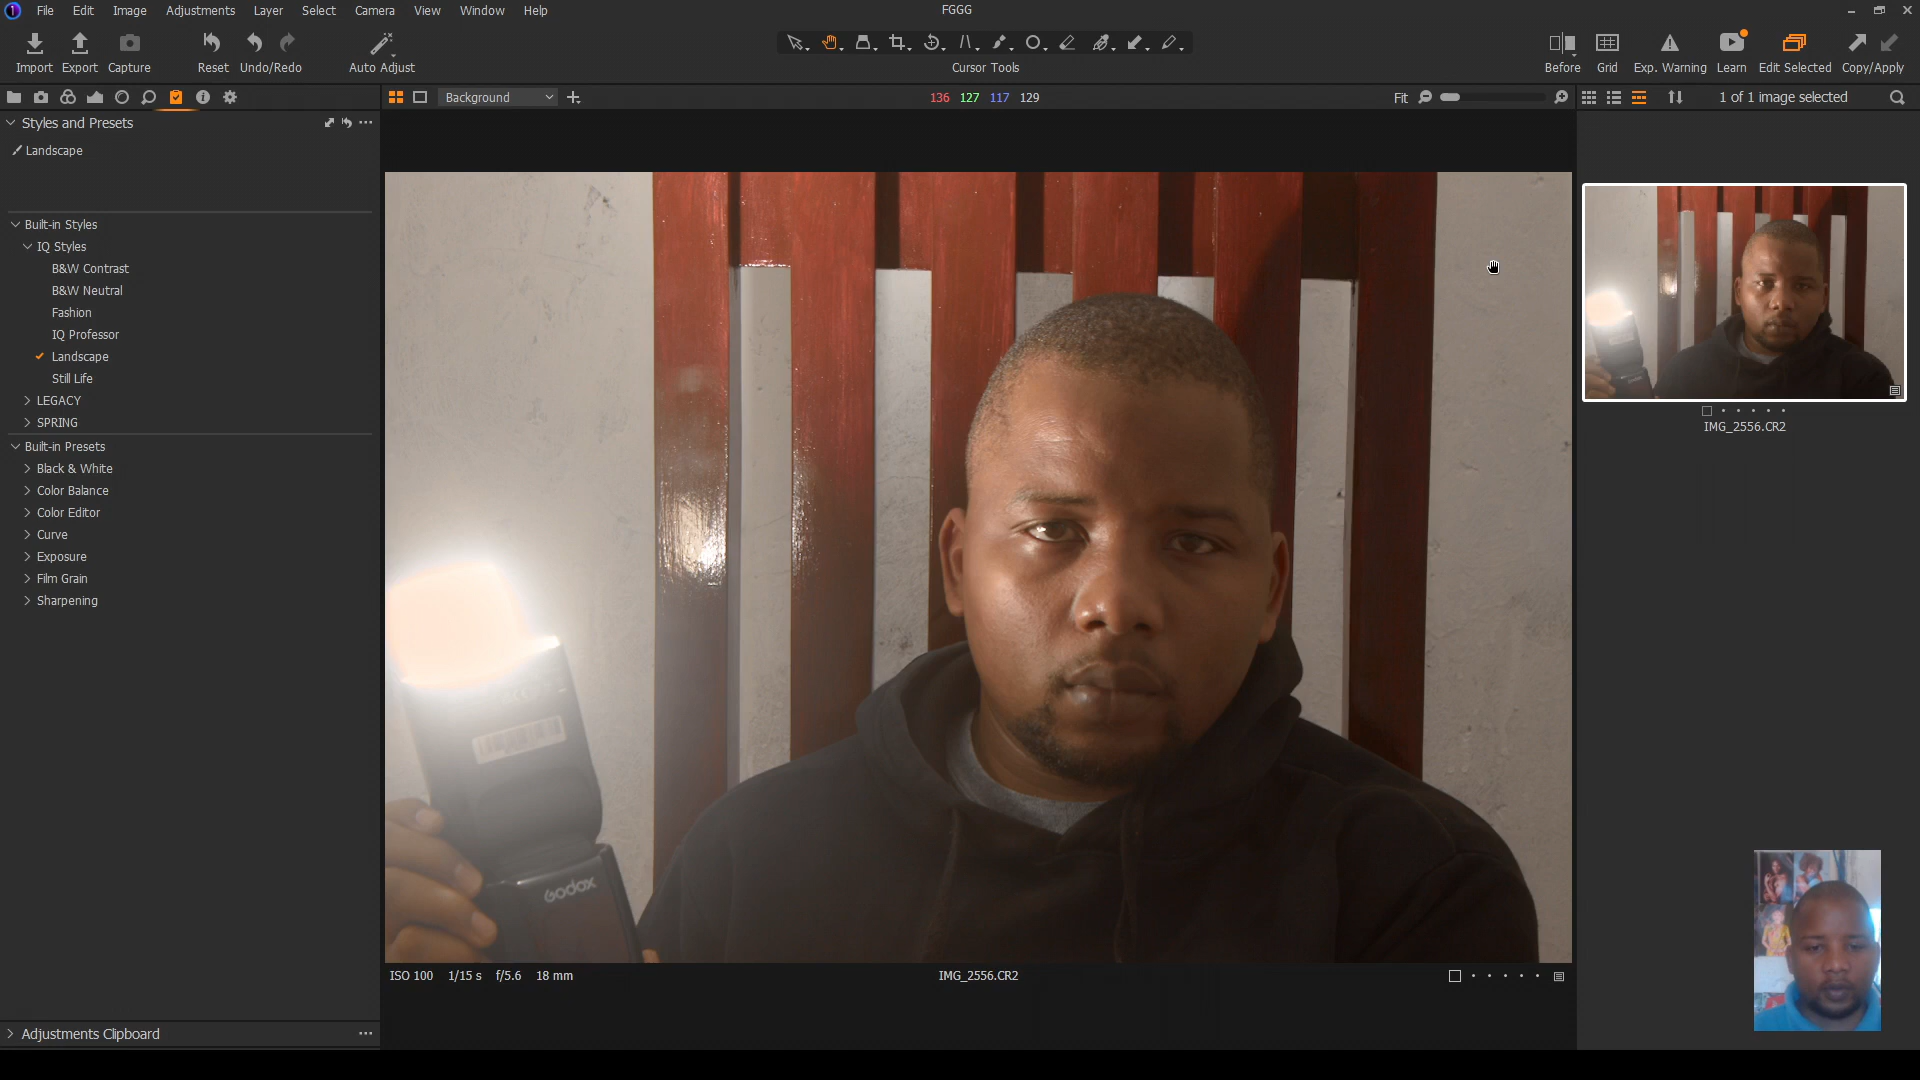 File Edit Image Adjustments Layer Select Camera View Window Help
FGGG
Import Export Capture Reset Undo/Redo Auto Adjust
Cursor Tools
Before Grid Exp. Warning Learn Edit Selected Copy/Apply
Background
136 127 117 129
Fit
1 of 1 image selected
Styles and Presets
Landscape
Built-in Styles
IQ Styles
B&W Contrast
B&W Neutral
Fashion
IQ Professor
Landscape
Still Life
LEGACY
SPRING
Built-in Presets
Black & White
Color Balance
Color Editor
Curve
Exposure
Film Grain
Sharpening
IMG_2556.CR2
Godox
ISO 100 1/15 s f/5.6 18 mm
IMG_2556.CR2
Adjustments Clipboard